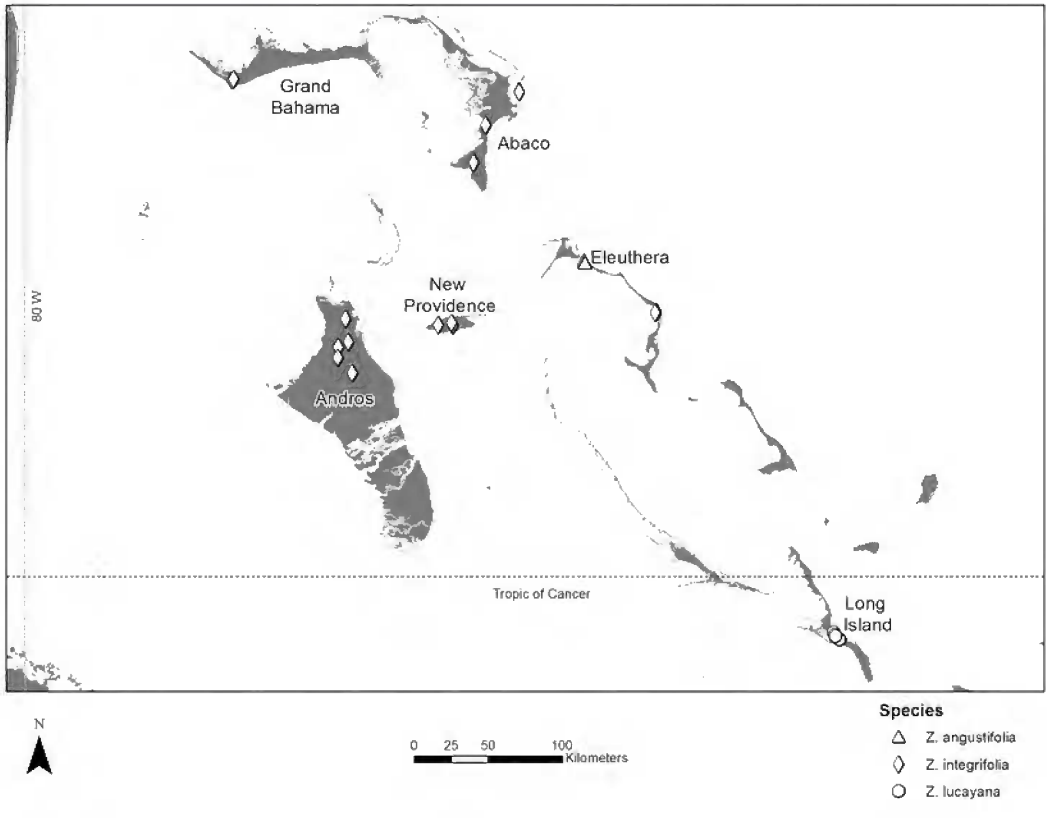 Grand
Bahama
Abaco
Eleuthera
New
Providence
80 W
Andros
Tropic of Cancer
Long
Island
N
0 25 50 100
Kilometers
Species
Z. angustifolia
Z. integrifolia
Z. lucayana